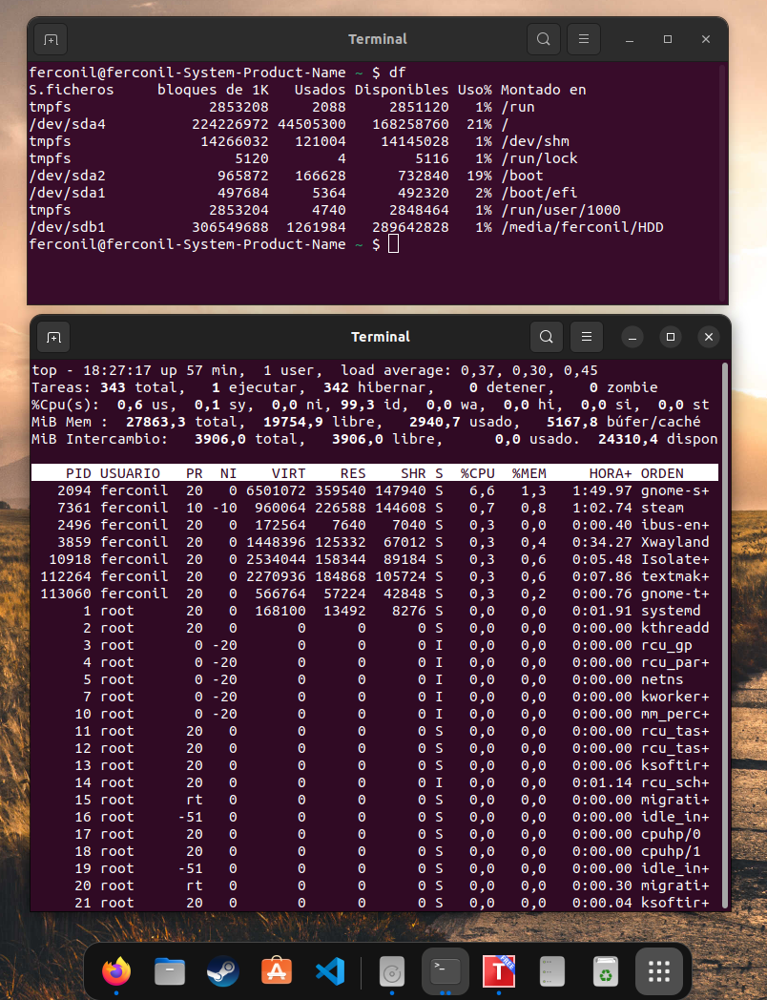 Terminal
ferconil@ferconil-System-Product-Name ~ $ df
S.ficheros     bloques de 1K   Usados Disponibles Uso% Montado en
tmpfs                2853208     2088     2851120   1% /run
/dev/sda4          224226972 44505300   168258760  21% /
tmpfs               14266032   121004    14145028   1% /dev/shm
tmpfs                   5120        4        5116   1% /run/lock
/dev/sda2             965872   166628      732840  19% /boot
/dev/sda1             497684     5364      492320   2% /boot/efi
tmpfs                2853204     4740     2848464   1% /run/user/1000
/dev/sdb1          306549688  1261984   289642828   1% /media/ferconil/HDD
ferconil@ferconil-System-Product-Name ~ $
Terminal
top - 18:27:17 up 57 min,  1 user,  load average: 0,37, 0,30, 0,45
Tareas: 343 total,   1 ejecutar,  342 hibernar,    0 detener,    0 zombie
%Cpu(s):  0,6 us,  0,1 sy,  0,0 ni, 99,3 id,  0,0 wa,  0,0 hi,  0,0 si,  0,0 st
MiB Mem :  27863,3 total,  19754,9 libre,   2940,7 usado,   5167,8 búfer/caché
MiB Intercambio:   3906,0 total,   3906,0 libre,      0,0 usado.  24310,4 dispon
PID USUARIO   PR  NI    VIRT    RES    SHR S  %CPU  %MEM     HORA+ ORDEN
2094 ferconil  20   0 6501072 359540 147940 S   6,6   1,3   1:49.97 gnome-s+
7361 ferconil  10 -10  960064 226588 144608 S   0,7   0,8   1:02.74 steam
2496 ferconil  20   0  172564   7640   7040 S   0,3   0,0   0:00.40 ibus-en+
3859 ferconil  20   0 1448396 125332  67012 S   0,3   0,4   0:34.27 Xwayland
10918 ferconil  20   0 2534044 158344  89184 S   0,3   0,6   0:05.48 Isolate+
112264 ferconil  20   0 2270936 184868 105724 S   0,3   0,6   0:07.86 textmak+
113060 ferconil  20   0  566764  57224  42848 S   0,3   0,2   0:00.76 gnome-t+
1 root      20   0  168100  13492   8276 S   0,0   0,0   0:01.91 systemd
2 root      20   0       0      0      0 S   0,0   0,0   0:00.00 kthreadd
3 root       0 -20       0      0      0 I   0,0   0,0   0:00.00 rcu_gp
4 root       0 -20       0      0      0 I   0,0   0,0   0:00.00 rcu_par+
5 root       0 -20       0      0      0 I   0,0   0,0   0:00.00 netns
7 root       0 -20       0      0      0 I   0,0   0,0   0:00.00 kworker+
10 root       0 -20       0      0      0 I   0,0   0,0   0:00.00 mm_perc+
11 root      20   0       0      0      0 S   0,0   0,0   0:00.00 rcu_tas+
12 root      20   0       0      0      0 S   0,0   0,0   0:00.00 rcu_tas+
13 root      20   0       0      0      0 S   0,0   0,0   0:00.06 ksoftir+
14 root      20   0       0      0      0 I   0,0   0,0   0:01.14 rcu_sch+
15 root      rt   0       0      0      0 S   0,0   0,0   0:00.00 migrati+
16 root     -51   0       0      0      0 S   0,0   0,0   0:00.00 idle_in+
17 root      20   0       0      0      0 S   0,0   0,0   0:00.00 cpuhp/0
18 root      20   0       0      0      0 S   0,0   0,0   0:00.00 cpuhp/1
19 root     -51   0       0      0      0 S   0,0   0,0   0:00.00 idle_in+
20 root      rt   0       0      0      0 S   0,0   0,0   0:00.30 migrati+
21 root      20   0       0      0      0 S   0,0   0,0   0:00.04 ksoftir+
>_
T FREE